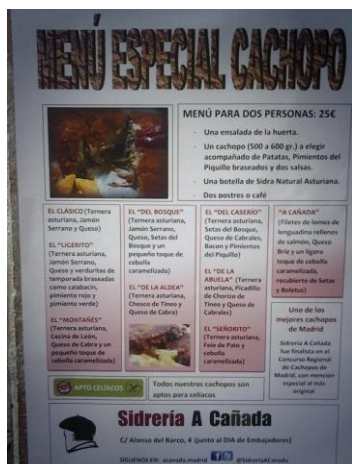 MENÚ ESPECIAL CACHOPO
MENÚ PARA DOS PERSONAS: 25€
- Una ensalada de la huerta.
- Un cachopo (500 a 600 gr.) a elegir
acompañado de Patatas, Pimientos del
Piquillo braseados y dos salsas.
- Una botella de Sidra Natural Asturiana.
- Dos postres o café
EL CLÁSICO (Ternera
asturiana, Jamón
Serrano y Queso)
EL "LIGERITO"
(Ternera asturiana,
Jamón Serrano,
Queso y verduritas de
temporada braseadas
como calabacín,
pimiento rojo y
pimiento verde)
EL "MONTAÑÉS"
(Ternera asturiana,
Cecina de León,
Queso de Cabra y un
pequeño toque de
cebolla caramelizada)
EL "DEL BOSQUE"
(Ternera asturiana,
Jamón Serrano,
Queso, Setas del
Bosque y un
pequeño toque de
cebolla
caramelizada)
EL "DE LA ALDEA"
(Ternera asturiana,
Chosco de Tineo y
Queso de Cabra)
EL "DEL CASERÍO"
(Ternera asturiana,
Setas del Bosque,
Queso de Cabrales,
Bacon y Pimientos
del Piquillo)
EL "DE LA
ABUELA" (Ternera
asturiana, Picadillo
de Chorizo de
Tineo y Queso de
Cabrales)
EL "SEÑORITO"
(Ternera asturiana,
Foie de Pato y
cebolla
caramelizada)
"A CAÑADA"
(Filetes de lomos de
lenguadina rellenos
de salmón, Queso
Brie y un ligero
toque de cebolla
caramelizada,
recubierto de Setas
y Boletus)
Uno de los
mejores cachopos
de Madrid
Sidrería A Cañada
fue finalista en el
Concurso Regional
de Cachopos de
Madrid, con mención
especial al más
original
APTO CELÍACOS
Todos nuestros cachopos son
aptos para celíacos
Sidrería A Cañada
C/ Alonso del Barco, 4 (junto al DIA de Embajadores)
SÍGUENOS EN: acanada.madrid @SidreriaACanada